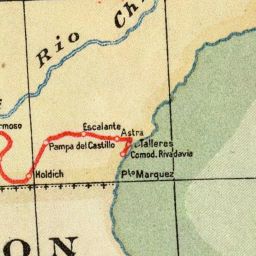 Rio Ch
rmoso
Escalante
Astra
Talleres
Pampa del Castillo
Comod. Rivadavia
Holdich
Pto Marquez
ON